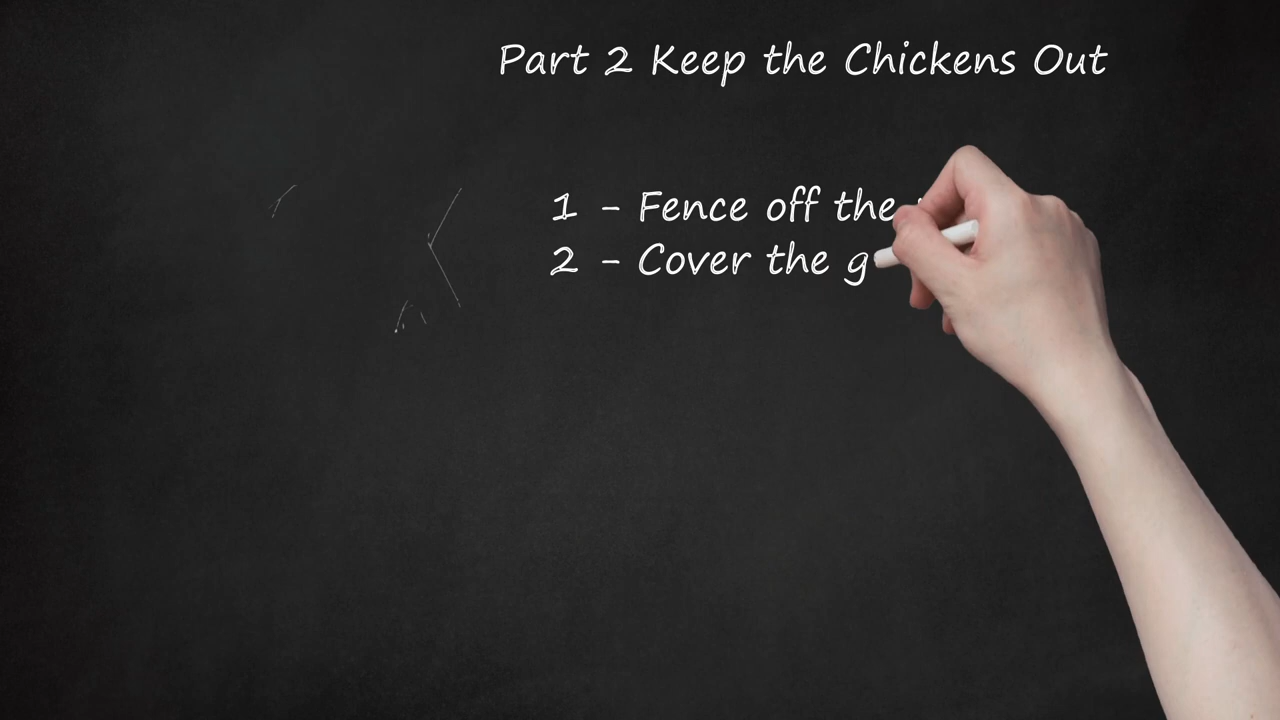 Part 2 Keep the Chickens Out
1 - Fence off the
2 - Cover the g